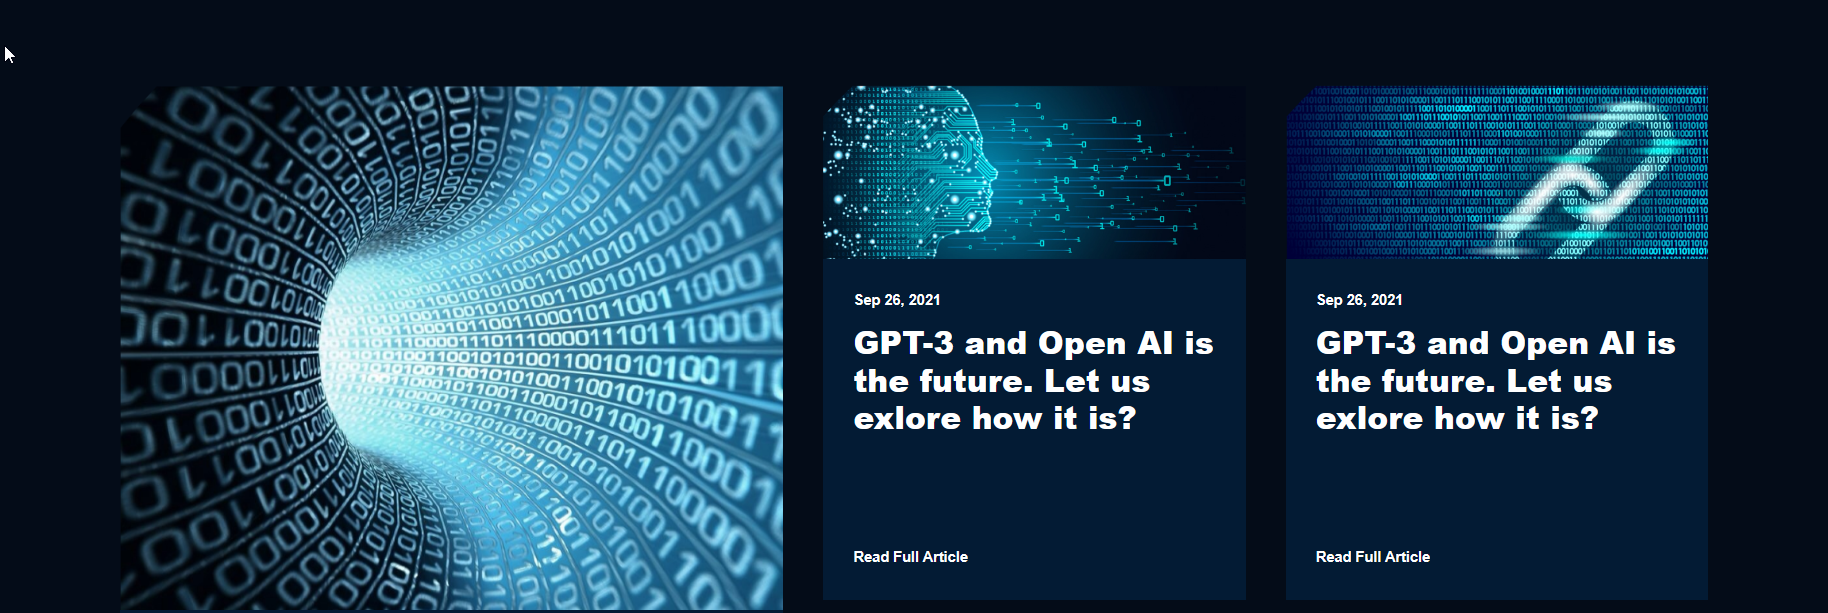 Sep 26, 2021
GPT-3 and Open AI is
the future. Let us
exlore how it is?
Read Full Article
Sep 26, 2021
GPT-3 and Open AI is
the future. Let us
exlore how it is?
Read Full Article